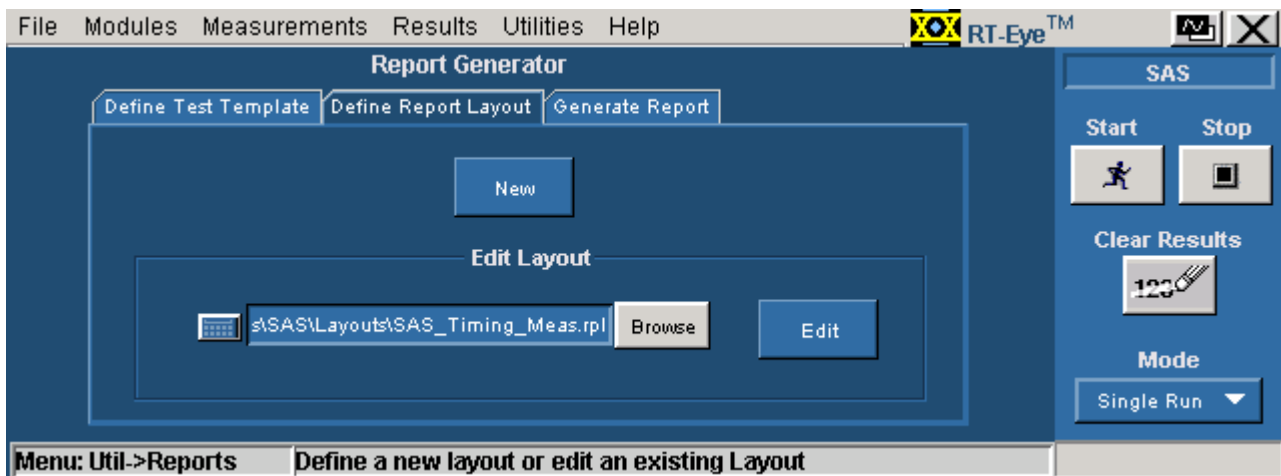 File Modules Measurements Results Utilities Help
XOX RT-Eye™
Report Generator
Define Test Template Define Report Layout Generate Report
New
Edit Layout
s\SAS\Layouts\SAS_Timing_Meas.rpl Browse Edit
SAS
Start Stop
Clear Results
123
Mode
Single Run
Menu: Util->Reports Define a new layout or edit an existing Layout